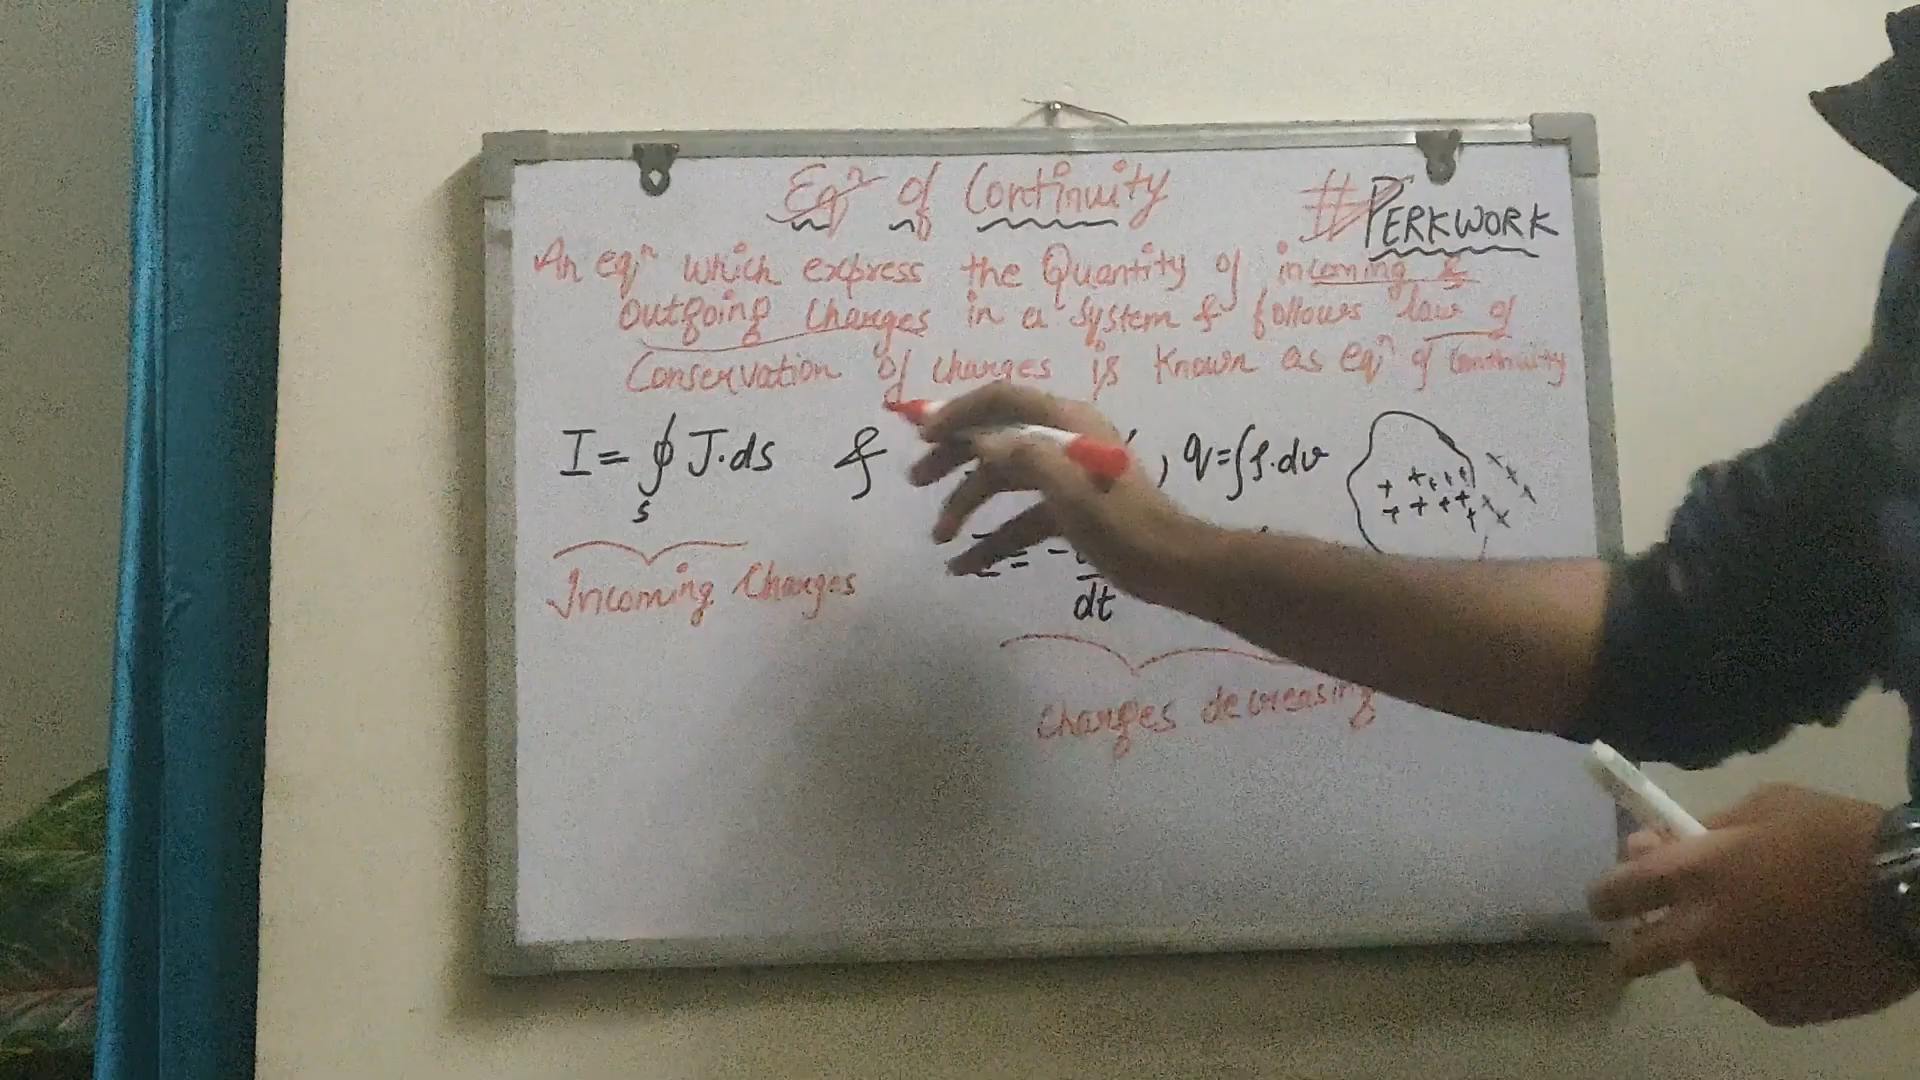 Eqⁿ of Continuity
#PERKWORK
An eqⁿ which express the Quantity of incoming &
outgoing Charges in a system & follows law of
Conservation of charges is known as eqⁿ of Continuity
I = ∮ J.ds & , q=∫ρ.dv
s
= -
dt
Incoming Charges
Charges decreasing